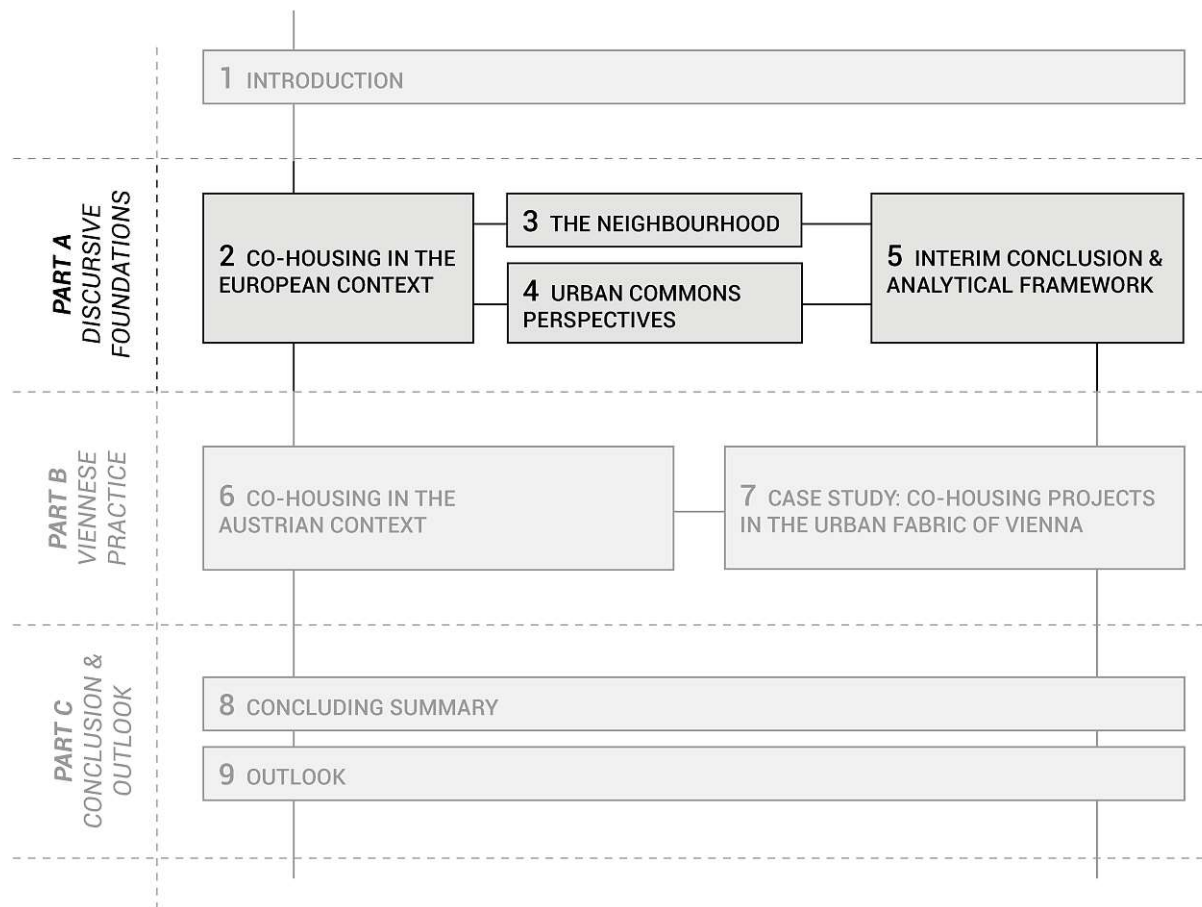 1 INTRODUCTION
PART A
DISCURSIVE
FOUNDATIONS
2 CO-HOUSING IN THE
EUROPEAN CONTEXT
3 THE NEIGHBOURHOOD
4 URBAN COMMONS
PERSPECTIVES
5 INTERIM CONCLUSION &
ANALYTICAL FRAMEWORK
PART B
VIENNESE
PRACTICE
6 CO-HOUSING IN THE
AUSTRIAN CONTEXT
7 CASE STUDY: CO-HOUSING PROJECTS
IN THE URBAN FABRIC OF VIENNA
PART C
CONCLUSION &
OUTLOOK
8 CONCLUDING SUMMARY
9 OUTLOOK